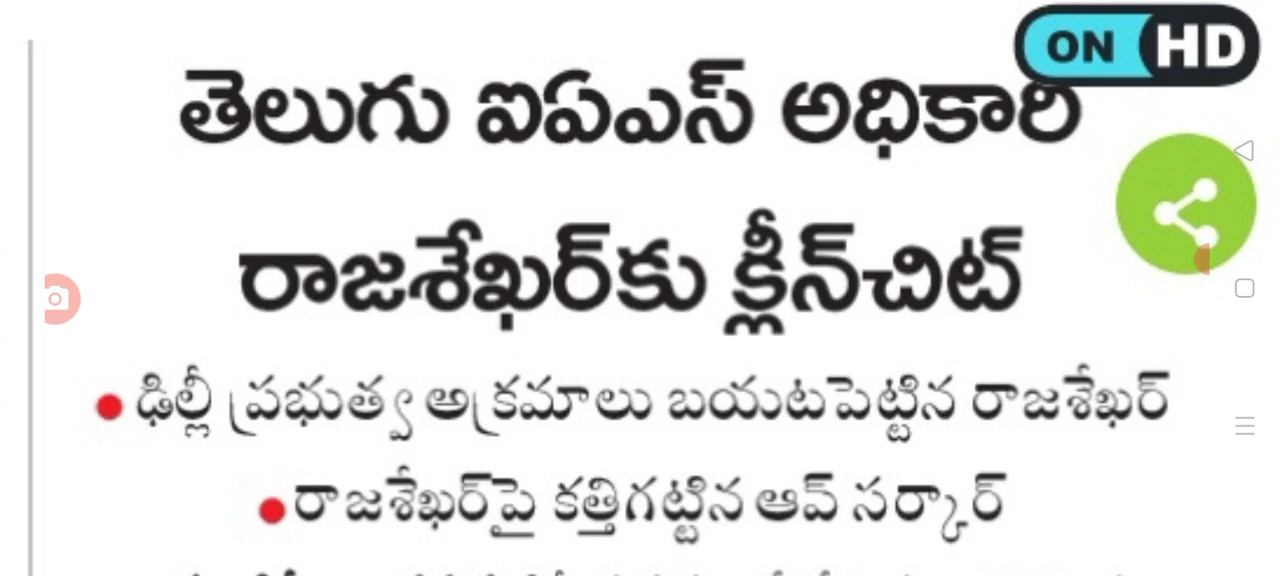 ON HD
తెలుగు ఐఏఎస్ అధికారి
రాజశేఖర్‌కు క్లీన్‌చిట్
• ఢిల్లీ ప్రభుత్వ అక్రమాలు బయటపెట్టిన రాజశేఖర్
• రాజశేఖర్‌పై కత్తిగట్టిన ఆప్ సర్కార్